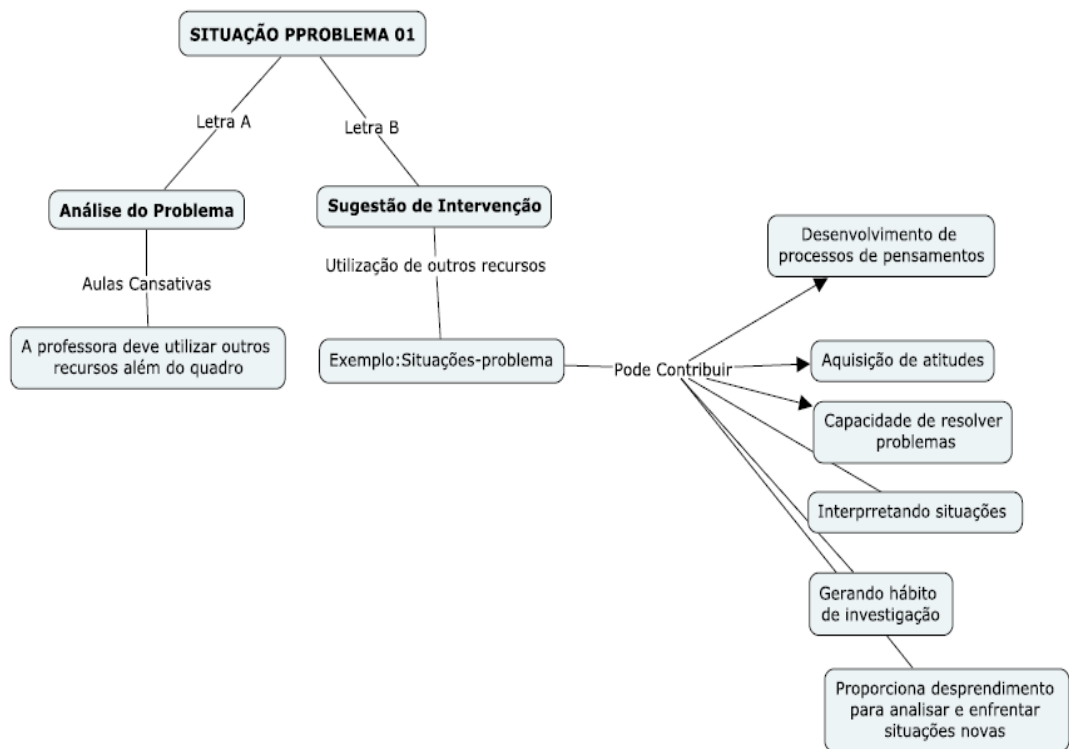 SITUAÇÃO PPROBLEMA 01
Letra A
Letra B
Análise do Problema
Sugestão de Intervenção
Aulas Cansativas
Utilização de outros recursos
A professora deve utilizar outros
recursos além do quadro
Exemplo:Situações-problema
Pode Contribuir
Desenvolvimento de
processos de pensamentos
Aquisição de atitudes
Capacidade de resolver
problemas
Interprretando situações
Gerando hábito
de investigação
Proporciona desprendimento
para analisar e enfrentar
situações novas